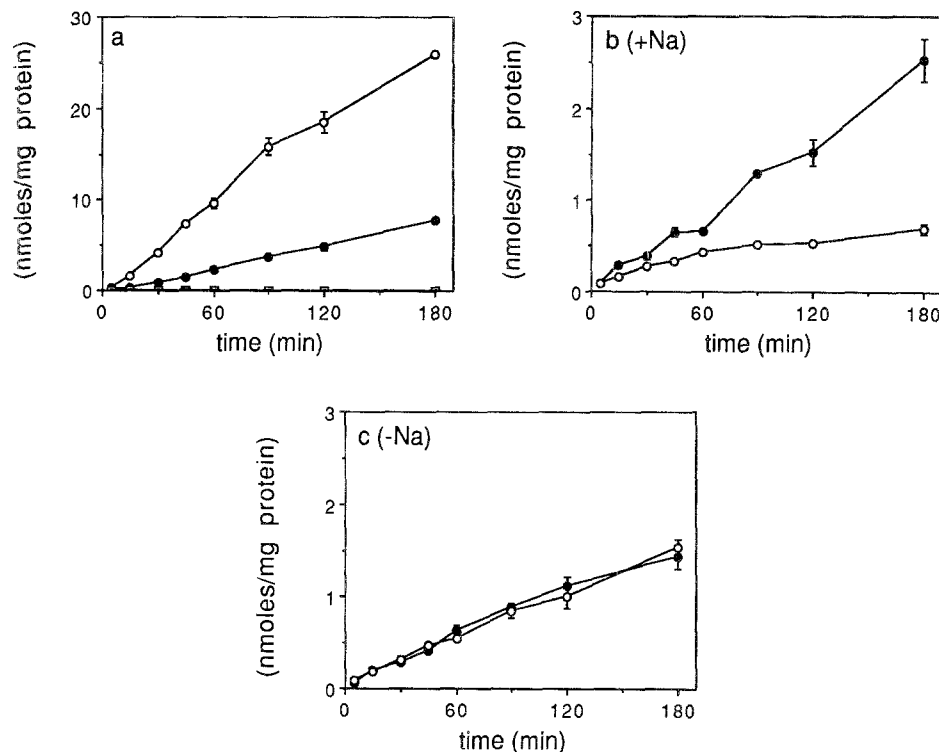 a
(nmoles/mg protein)
30
20
10
0
0 60 120 180
time (min)
b (+Na)
(nmoles/mg protein)
3
2
1
0
0 60 120 180
time (min)
c (-Na)
(nmoles/mg protein)
3
2
1
0
0 60 120 180
time (min)